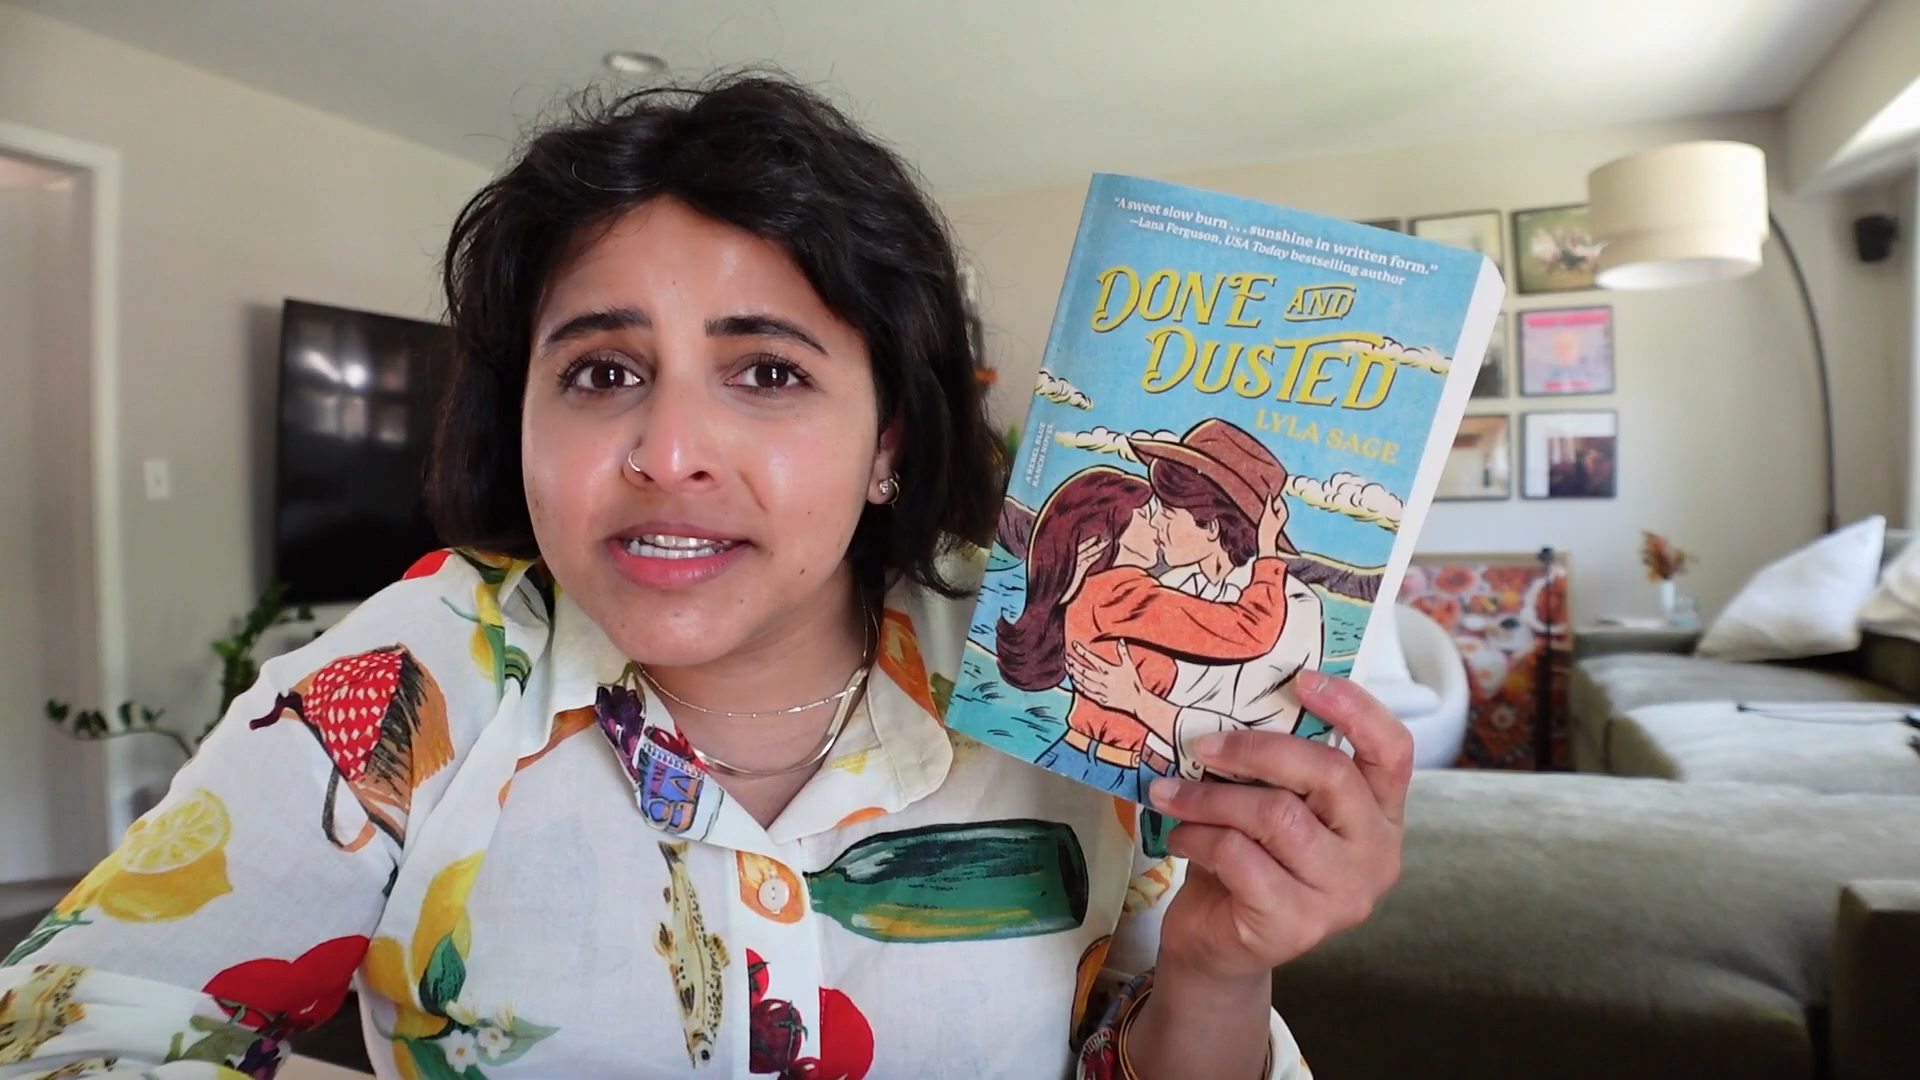 “A sweet slow burn . . . sunshine in written form.”
—Lana Ferguson, USA Today bestselling author
DONE AND
DUSTED
LYLA SAGE
A REBEL BLUE
RANCH NOVEL